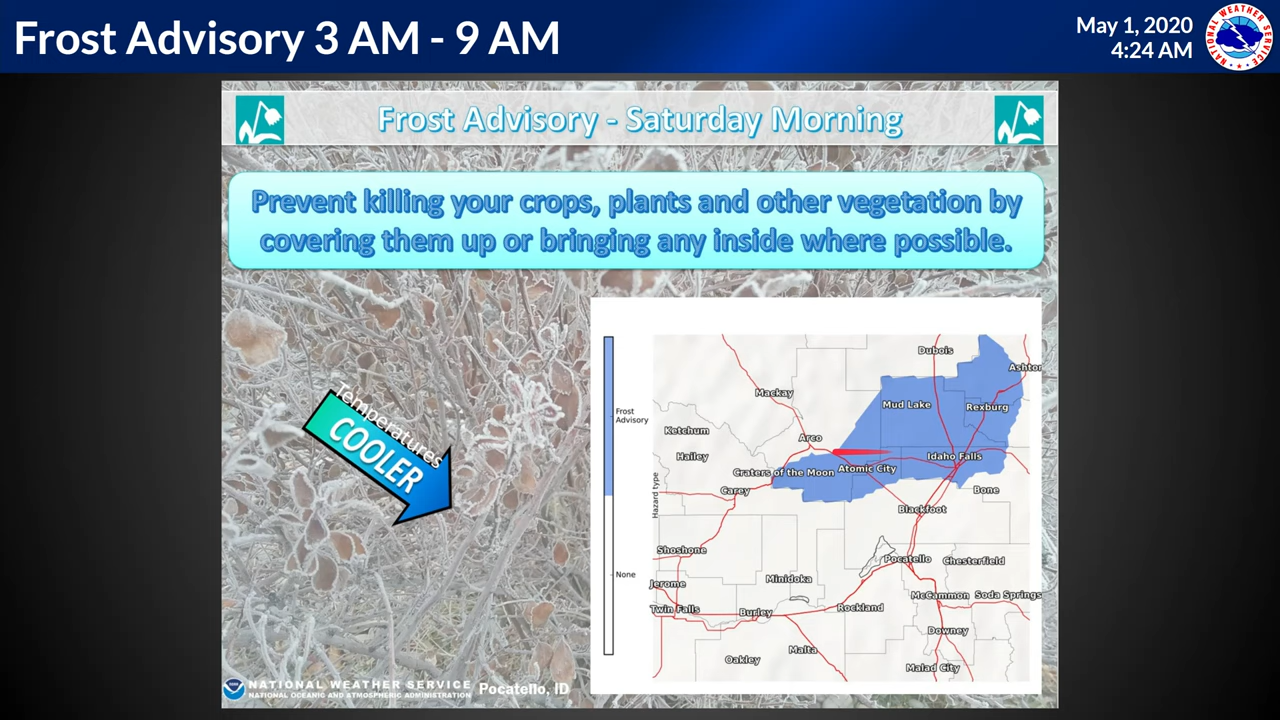 Frost Advisory 3 AM - 9 AM
May 1, 2020
4:24 AM
NATIONAL WEATHER SERVICE
Frost Advisory - Saturday Morning
Prevent killing your crops, plants and other vegetation by
covering them up or bringing any inside where possible.
Temperatures
COOLER
Frost
Advisory
Hazard type
None
Dubois
Ashton
Mackay
Mud Lake
Rexburg
Ketchum
Arco
Hailey
Idaho Falls
Craters of the Moon
Atomic City
Carey
Bone
Blackfoot
Shoshone
Pocatello
Chesterfield
Jerome
Minidoka
McCammon
Soda Springs
Twin Falls
Burley
Rockland
Downey
Malta
Oakley
Malad City
NATIONAL WEATHER SERVICE
NATIONAL OCEANIC AND ATMOSPHERIC ADMINISTRATION
Pocatello, ID